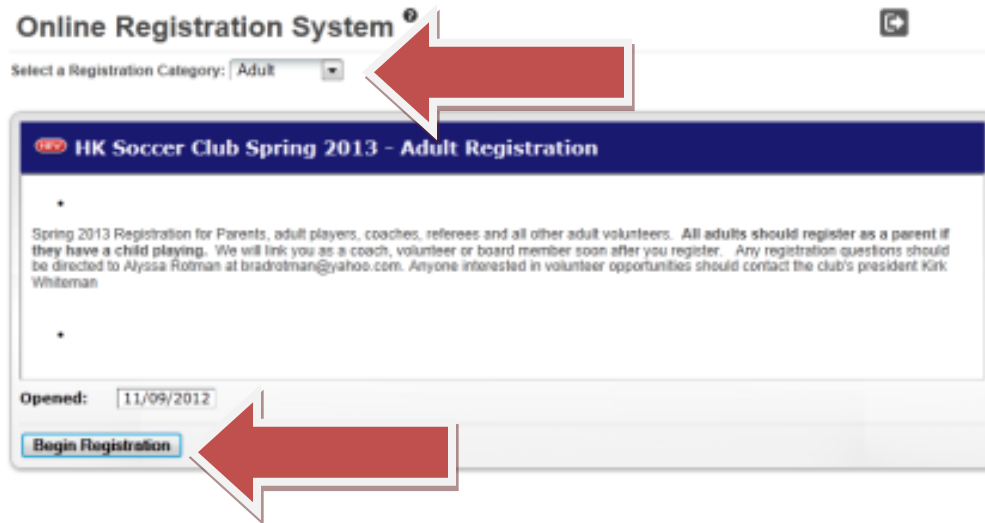 Online Registration System ?
Select a Registration Category: Adult
HK Soccer Club Spring 2013 - Adult Registration
•
Spring 2013 Registration for Parents, adult players, coaches, referees and all other adult volunteers. All adults should register as a parent if
they have a child playing. We will link you as a coach, volunteer or board member soon after you register. Any registration questions should
be directed to Alyssa Rotman at bradrotman@yahoo.com. Anyone interested in volunteer opportunities should contact the club's president Kirk
Whiteman
•
Opened: 11/09/2012
Begin Registration